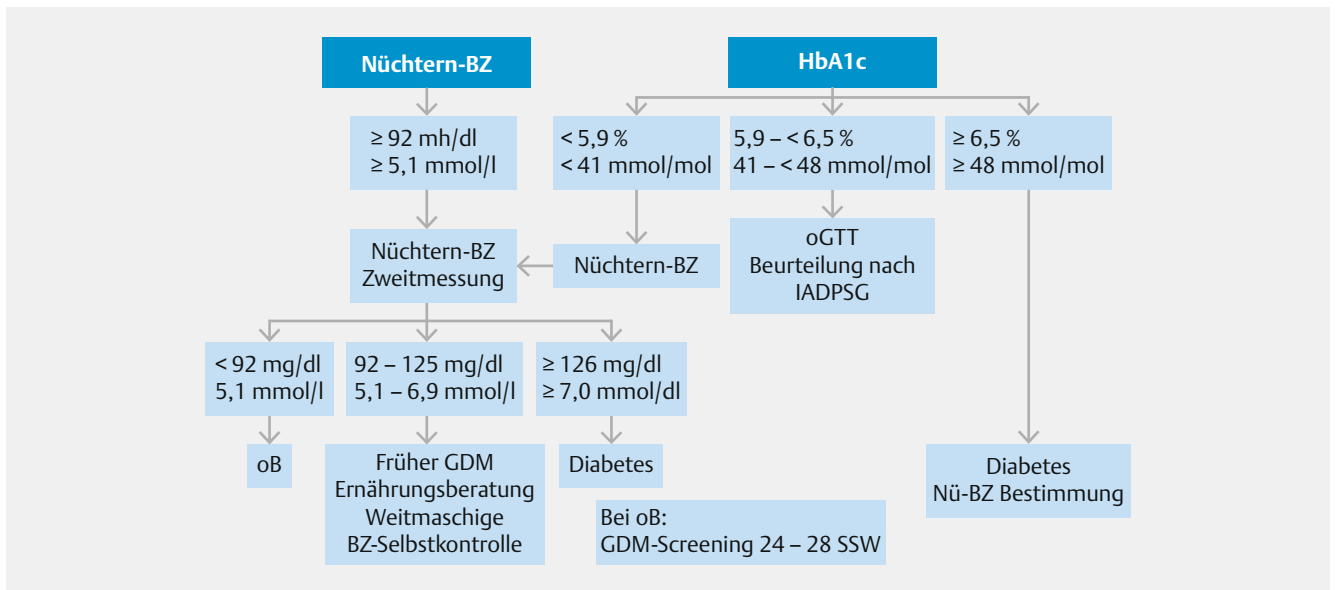 Nüchtern-BZ
HbA1c
≥ 92 mh/dl
≥ 5,1 mmol/l
< 5,9 %
< 41 mmol/mol
5,9 – < 6,5 %
41 – < 48 mmol/mol
≥ 6,5 %
≥ 48 mmol/mol
Nüchtern-BZ
Zweitmessung
Nüchtern-BZ
oGTT
Beurteilung nach
IADPSG
< 92 mg/dl
5,1 mmol/l
92 – 125 mg/dl
5,1 – 6,9 mmol/l
≥ 126 mg/dl
≥ 7,0 mmol/dl
oB
Früher GDM
Ernährungsberatung
Weitmaschige
BZ-Selbstkontrolle
Diabetes
Diabetes
Nü-BZ Bestimmung
Bei oB:
GDM-Screening 24 – 28 SSW